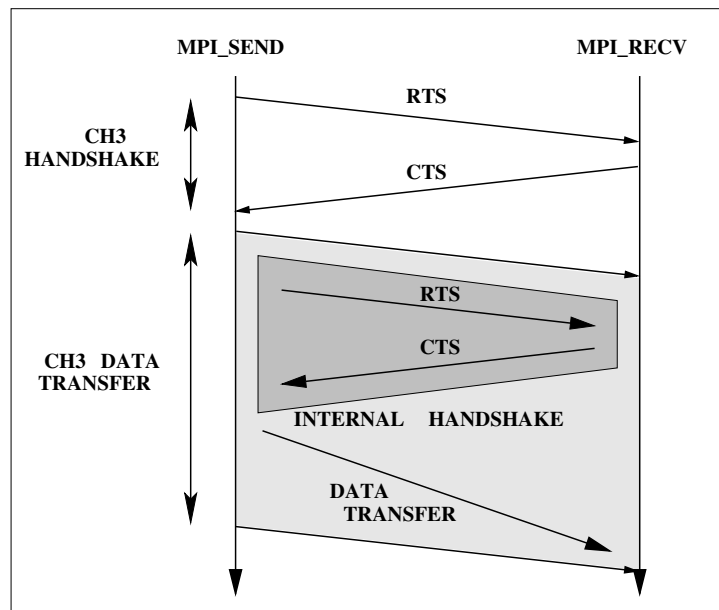 MPI_SEND
MPI_RECV
RTS
CH3
HANDSHAKE
CTS
RTS
CTS
CH3 DATA
TRANSFER
INTERNAL HANDSHAKE
DATA
TRANSFER